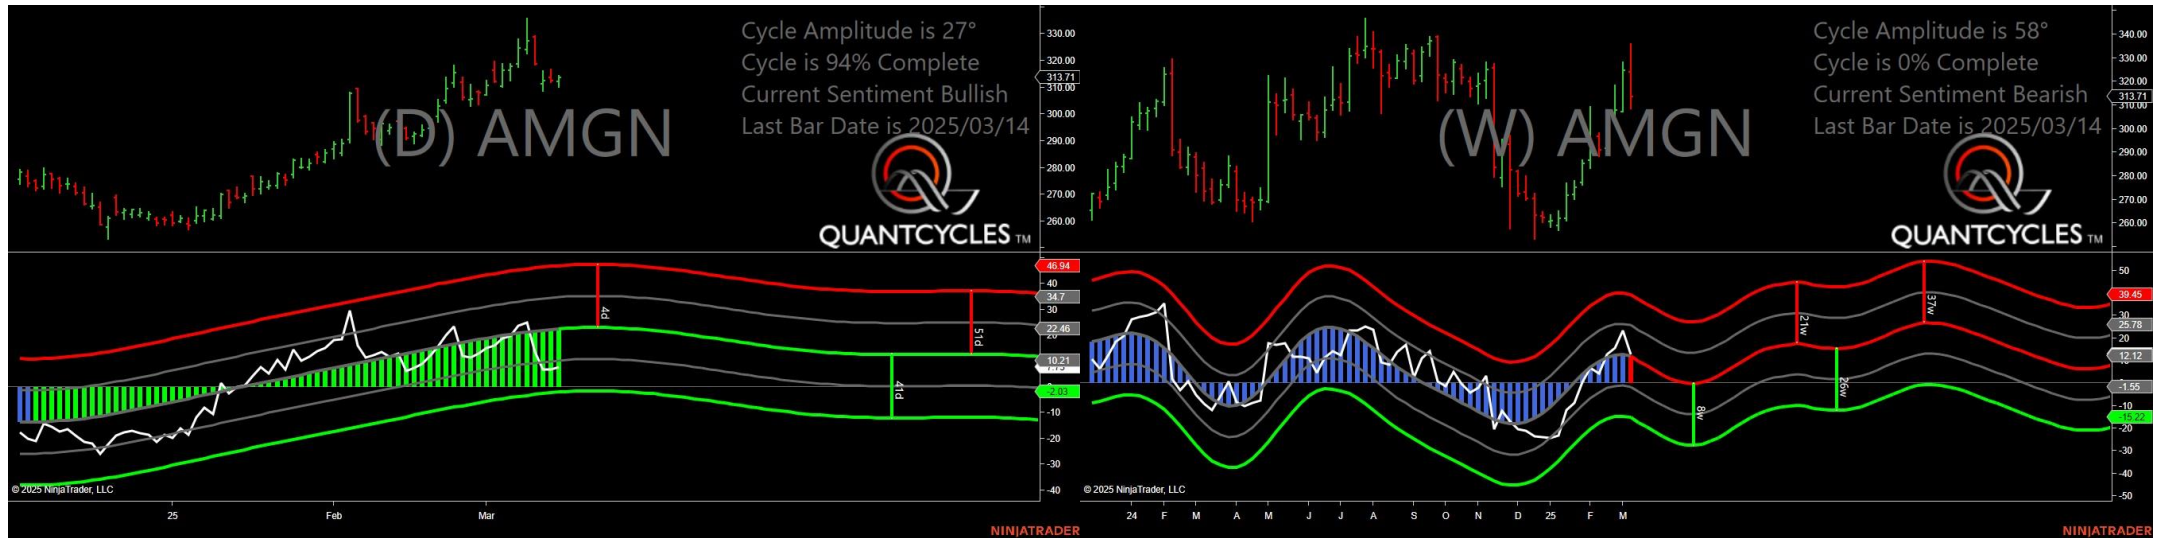 Cycle Amplitude is 27°
Cycle is 94% Complete
Current Sentiment Bullish
Last Bar Date is 2025/03/14
(D) AMGN
QUANTCYCLES TM
330.00
320.00
313.71
310.00
300.00
290.00
280.00
270.00
260.00
46.94
40
34.7
30
22.46
20
10.21
-2.03
-10
-20
-30
-40
4d
41d
51d
© 2025 NinjaTrader, LLC
25 Feb Mar
NINJATRADER
Cycle Amplitude is 58°
Cycle is 0% Complete
Current Sentiment Bearish
Last Bar Date is 2025/03/14
(W) AMGN
QUANTCYCLES TM
340.00
330.00
320.00
313.71
310.00
300.00
290.00
280.00
270.00
260.00
50
39.45
30
25.78
12.12
-1.55
-10
-15.22
-20
-30
-40
-50
8w
21w
26w
37w
© 2025 NinjaTrader, LLC
24 F M A M J J A S O N D 25 F M
NINJATRADER